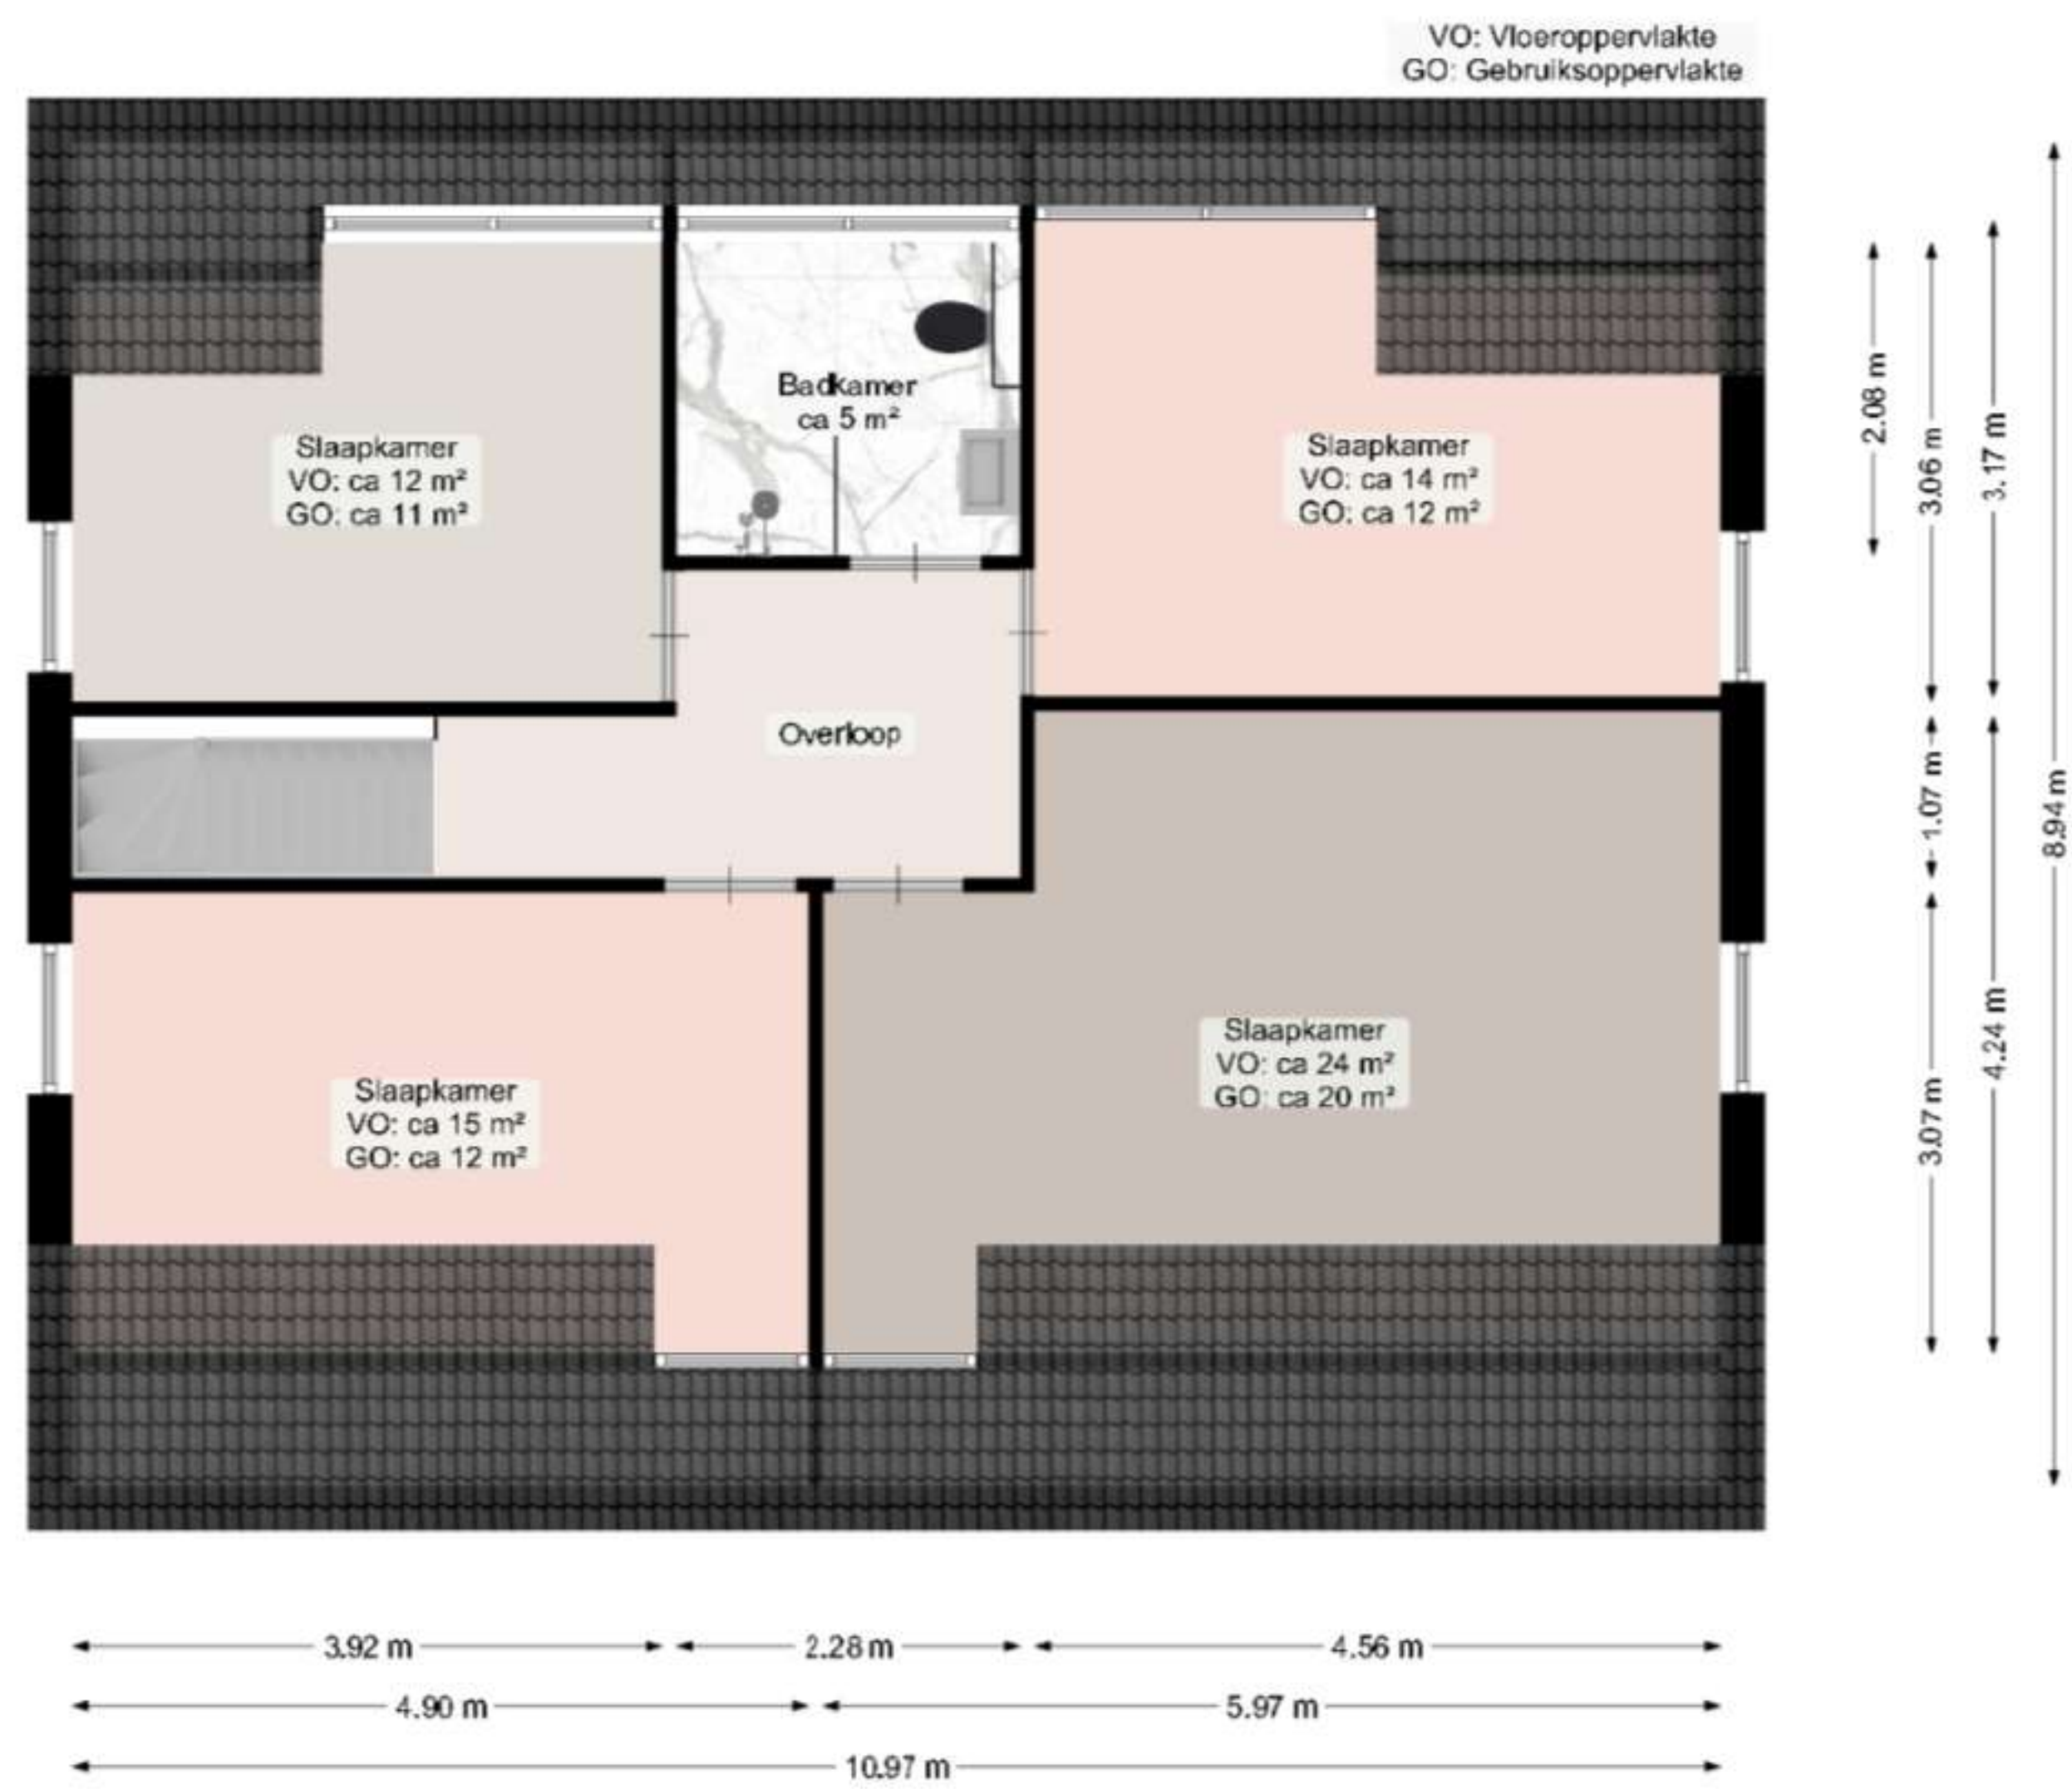 VO: Vloeroppervlakte
GO: Gebruiksoppervlakte
Badkamer
ca 5 m²
Slaapkamer
VO: ca 12 m²
GO: ca 11 m²
Slaapkamer
VO: ca 14 m²
GO: ca 12 m²
Overloop
Slaapkamer
VO: ca 15 m²
GO: ca 12 m²
Slaapkamer
VO: ca 24 m²
GO: ca 20 m²
2.08 m
3.06 m
3.17 m
1.07 m
8.94 m
4.24 m
3.07 m
3.92 m
2.28 m
4.56 m
4.90 m
5.97 m
10.97 m